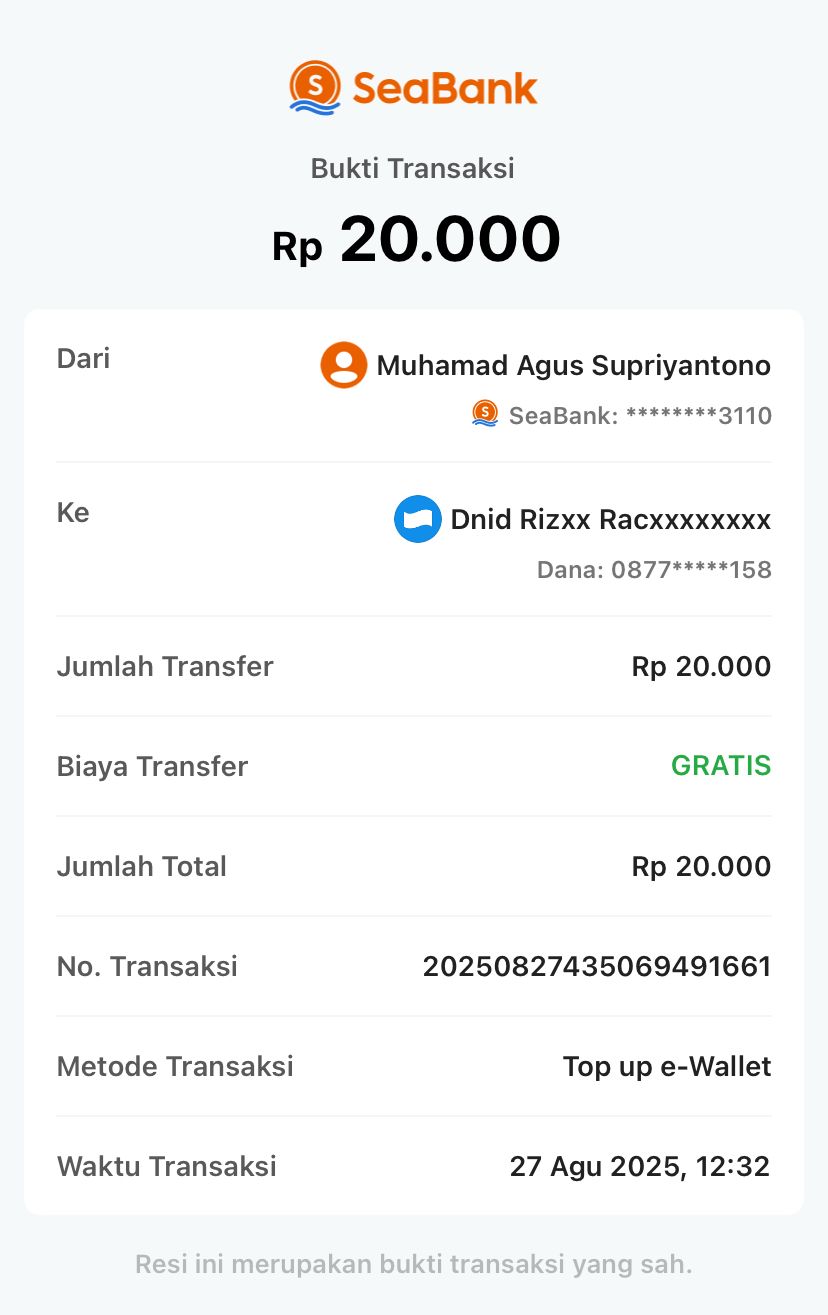 SeaBank
Bukti Transaksi
Rp 20.000
Dari
Muhamad Agus Supriyantono
SeaBank: ********3110
Ke
Dnid Rizxx Racxxxxxxxx
Dana: 0877*****158
Jumlah Transfer Rp 20.000
Biaya Transfer GRATIS
Jumlah Total Rp 20.000
No. Transaksi 20250827435069491661
Metode Transaksi Top up e-Wallet
Waktu Transaksi 27 Agu 2025, 12:32
Resi ini merupakan bukti transaksi yang sah.